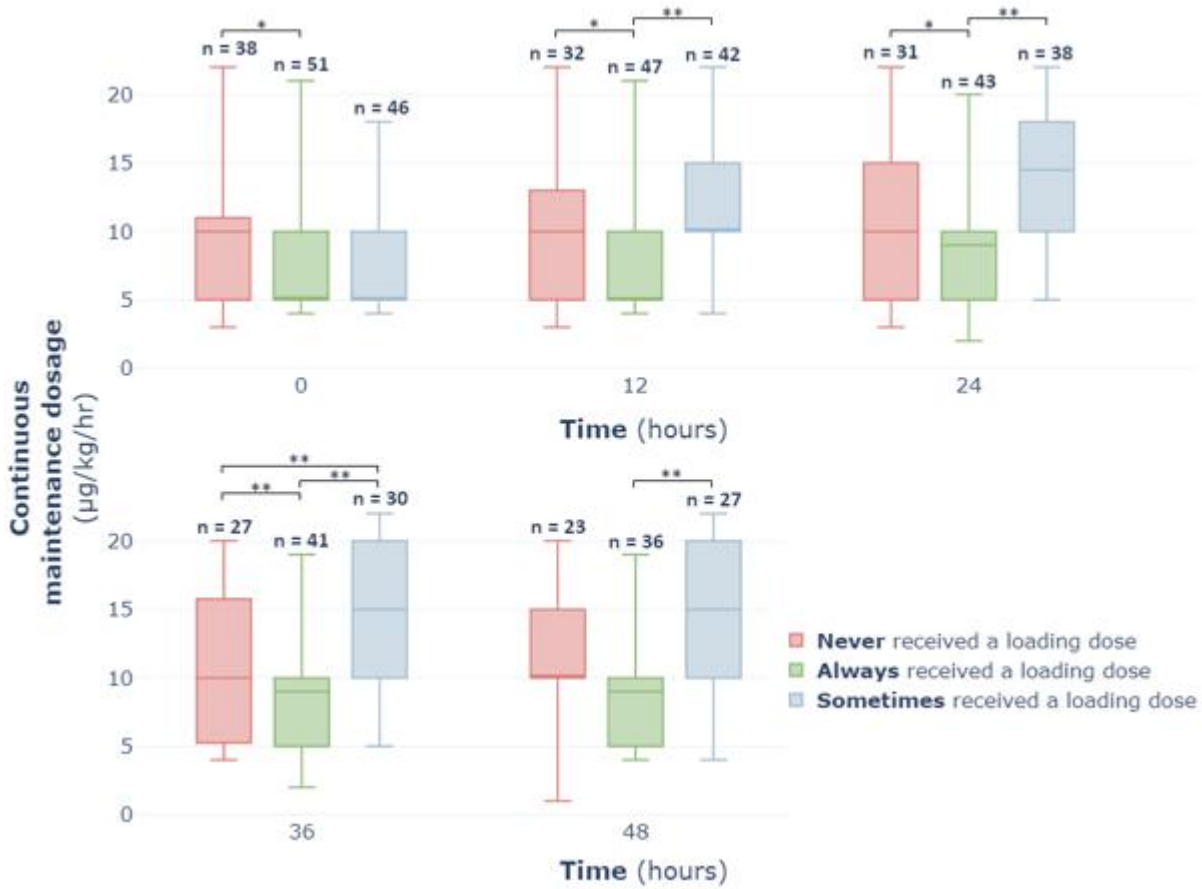 * * ** * **
n = 38 n = 51 n = 46 n = 32 n = 47 n = 42 n = 31 n = 43 n = 38
20
15
10
5
0
0 12 24
Time (hours)
Continuous
maintenance dosage
(µg/kg/hr)
**
** ** **
n = 27 n = 41 n = 30 n = 23 n = 36 n = 27
20
15
10
5
0
36 48
Time (hours)
Never received a loading dose
Always received a loading dose
Sometimes received a loading dose